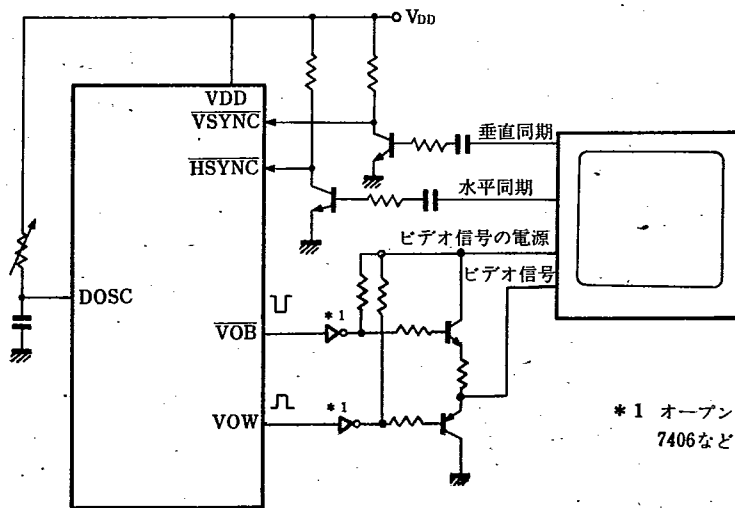 VDD
VDD
VSYNC
垂直同期
HSYNC
水平同期
ビデオ信号の電源
ビデオ信号
DOSC
VOB
*1
VOW
*1
*1 オープン
7406など